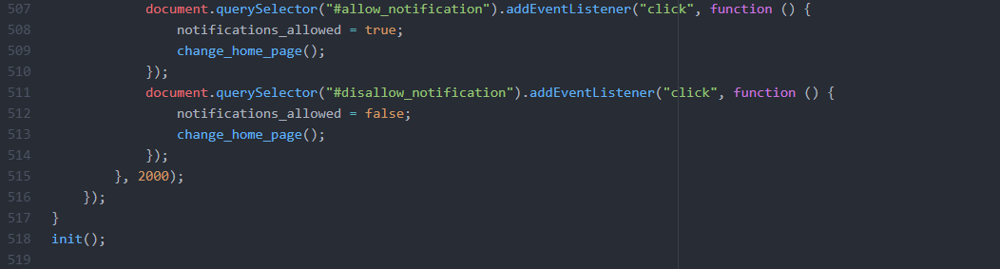 507 document.querySelector("#allow_notification").addEventListener("click", function () {
508 notifications_allowed = true;
509 change_home_page();
510 });
511 document.querySelector("#disallow_notification").addEventListener("click", function () {
512 notifications_allowed = false;
513 change_home_page();
514 });
515 }, 2000);
516 });
517 }
518 init();
519